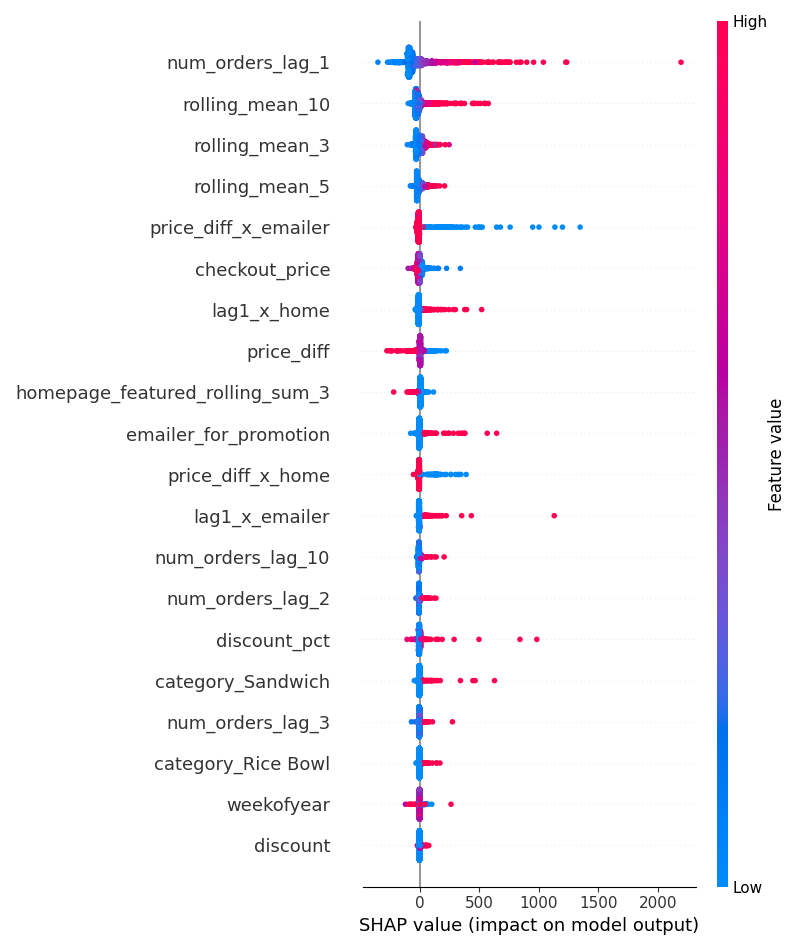 High
num_orders_lag_1
rolling_mean_10
rolling_mean_3
rolling_mean_5
price_diff_x_emailer
checkout_price
lag1_x_home
price_diff
homepage_featured_rolling_sum_3
emailer_for_promotion
price_diff_x_home
lag1_x_emailer
num_orders_lag_10
num_orders_lag_2
discount_pct
category_Sandwich
num_orders_lag_3
category_Rice Bowl
weekofyear
discount
Feature value
Low
0 500 1000 1500 2000
SHAP value (impact on model output)